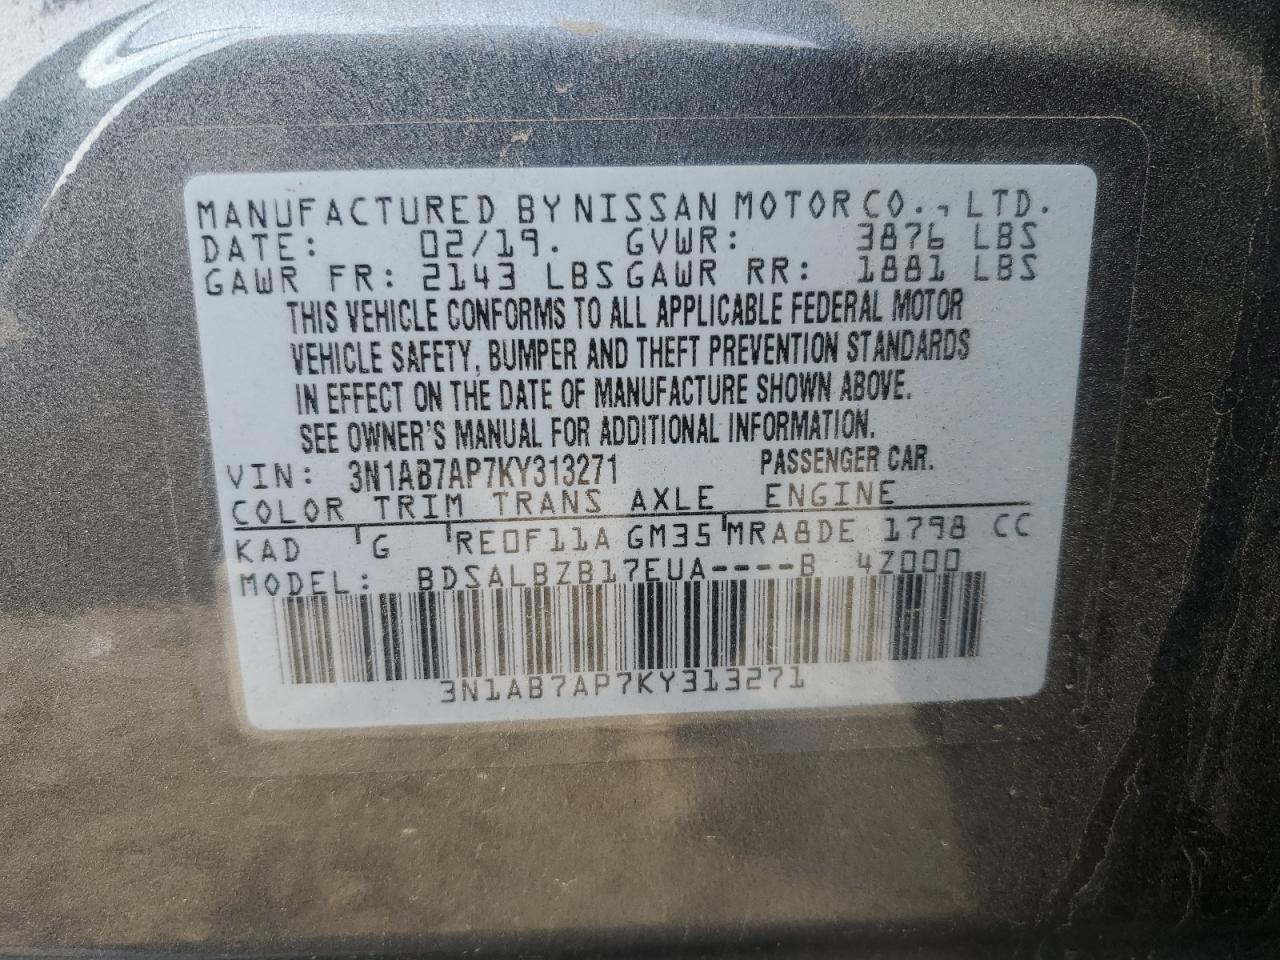 MANUFACTURED BY NISSAN MOTOR CO., LTD.
DATE: 02/19. GVWR: 3876 LBS
GAWR FR: 2143 LBS GAWR RR: 1881 LBS
THIS VEHICLE CONFORMS TO ALL APPLICABLE FEDERAL MOTOR
VEHICLE SAFETY, BUMPER AND THEFT PREVENTION STANDARDS
IN EFFECT ON THE DATE OF MANUFACTURE SHOWN ABOVE.
SEE OWNER'S MANUAL FOR ADDITIONAL INFORMATION.
VIN: 3N1AB7AP7KY313271 PASSENGER CAR.
COLOR TRIM TRANS AXLE ENGINE
KAD G RE0F11A GM35 MRA8DE 1798 CC
MODEL: BDSALBZB17EUA----B 4Z000
3N1AB7AP7KY313271